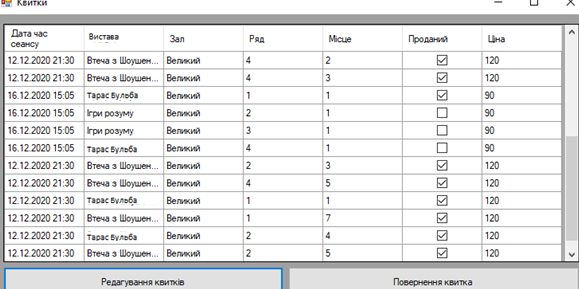 Квитки
Дата час сеансу Вистава Зал Ряд Місце Проданий Ціна
12.12.2020 21:30 Втеча з Шоушен... Великий 4 2 120
12.12.2020 21:30 Втеча з Шоушен... Великий 4 3 120
16.12.2020 15:05 Тарас Бульба Великий 1 1 90
16.12.2020 15:05 Ігри розуму Великий 2 1 90
16.12.2020 15:05 Ігри розуму Великий 3 1 90
16.12.2020 15:05 Тарас Бульба Великий 4 1 90
12.12.2020 21:30 Втеча з Шоушен... Великий 2 3 120
12.12.2020 21:30 Втеча з Шоушен... Великий 4 5 120
12.12.2020 21:30 Тарас Бульба Великий 1 1 120
12.12.2020 21:30 Втеча з Шоушен... Великий 1 7 120
12.12.2020 21:30 Тарас Бульба Великий 2 4 120
12.12.2020 21:30 Втеча з Шоушен... Великий 2 5 120
Редагування квитків Повернення квитка